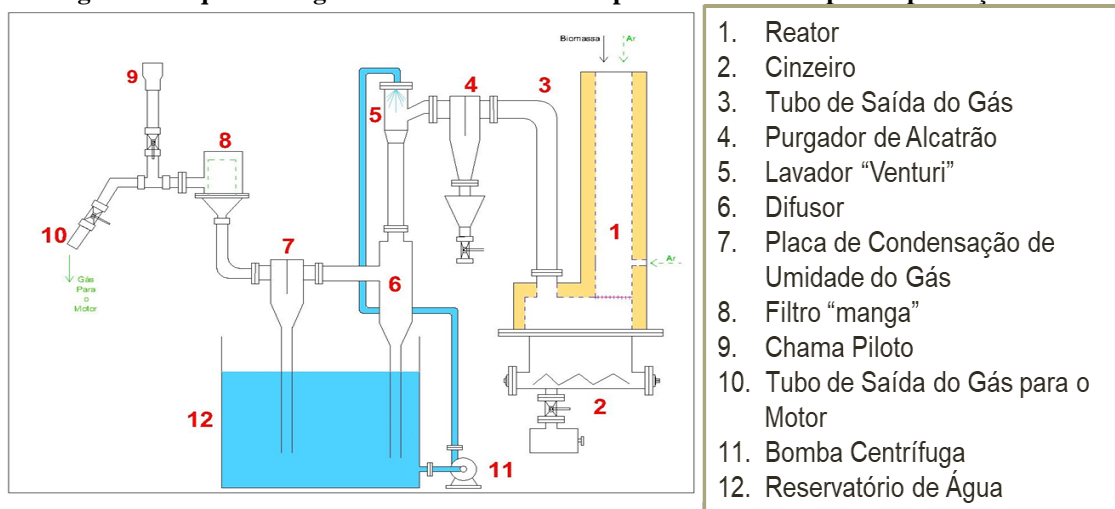 Biomassa
Ar
9
4
3
5
8
10
7
1
Ar
6
Gás
Para
o
Motor
12
2
11
1. Reator
2. Cinzeiro
3. Tubo de Saída do Gás
4. Purgador de Alcatrão
5. Lavador “Venturi”
6. Difusor
7. Placa de Condensação de
Umidade do Gás
8. Filtro “manga”
9. Chama Piloto
10. Tubo de Saída do Gás para o
Motor
11. Bomba Centrífuga
12. Reservatório de Água